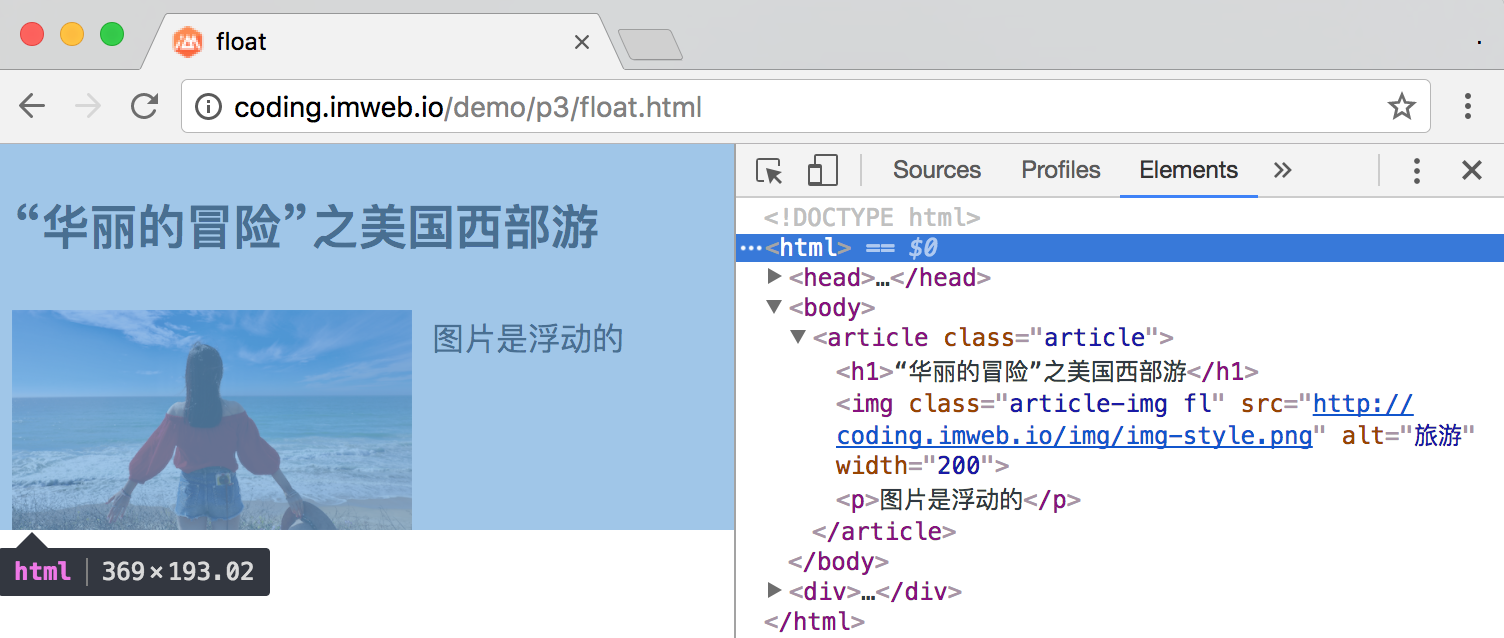 float
coding.imweb.io/demo/p3/float.html
“华丽的冒险”之美国西部游
图片是浮动的
html 369×193.02
Sources Profiles Elements
<!DOCTYPE html>
…<html> == $0
<head>…</head>
<body>
<article class="article">
<h1>“华丽的冒险”之美国西部游</h1>
<img class="article-img fl" src="http://
coding.imweb.io/img/img-style.png" alt="旅游"
width="200">
<p>图片是浮动的</p>
</article>
</body>
<div>…</div>
</html>